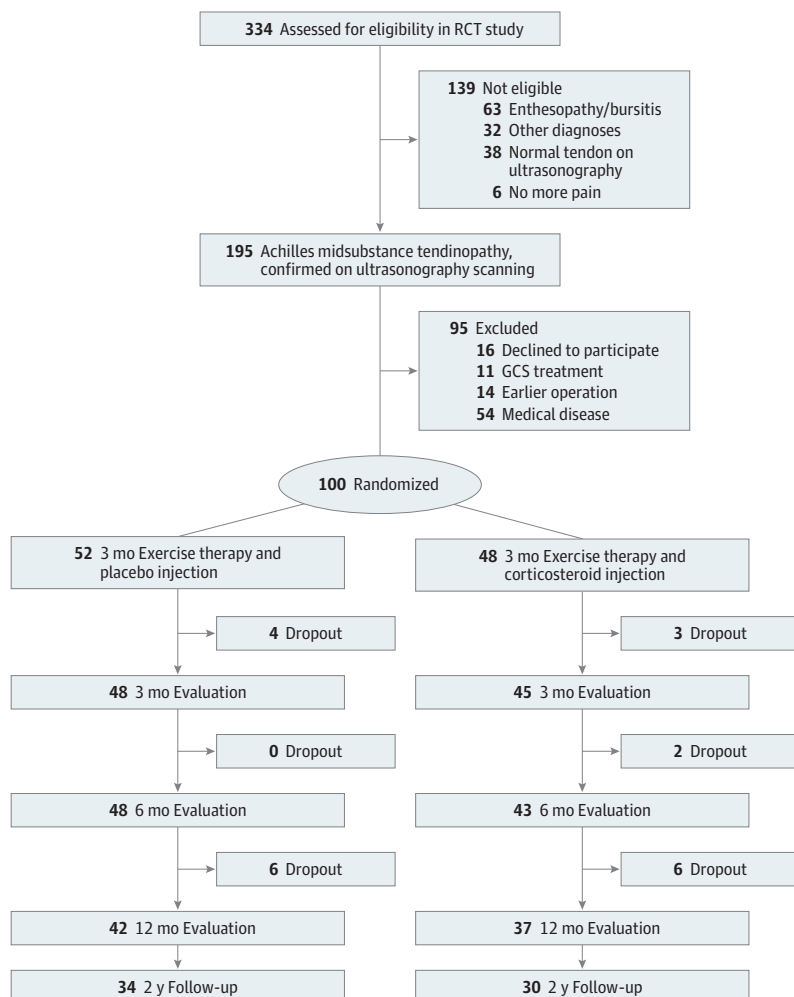 334 Assessed for eligibility in RCT study
139 Not eligible
63 Enthesopathy/bursitis
32 Other diagnoses
38 Normal tendon on
ultrasonography
6 No more pain
195 Achilles midsubstance tendinopathy,
confirmed on ultrasonography scanning
95 Excluded
16 Declined to participate
11 GCS treatment
14 Earlier operation
54 Medical disease
100 Randomized
52 3 mo Exercise therapy and
placebo injection
4 Dropout
48 3 mo Evaluation
0 Dropout
48 6 mo Evaluation
6 Dropout
42 12 mo Evaluation
34 2 y Follow-up
48 3 mo Exercise therapy and
corticosteroid injection
3 Dropout
45 3 mo Evaluation
2 Dropout
43 6 mo Evaluation
6 Dropout
37 12 mo Evaluation
30 2 y Follow-up